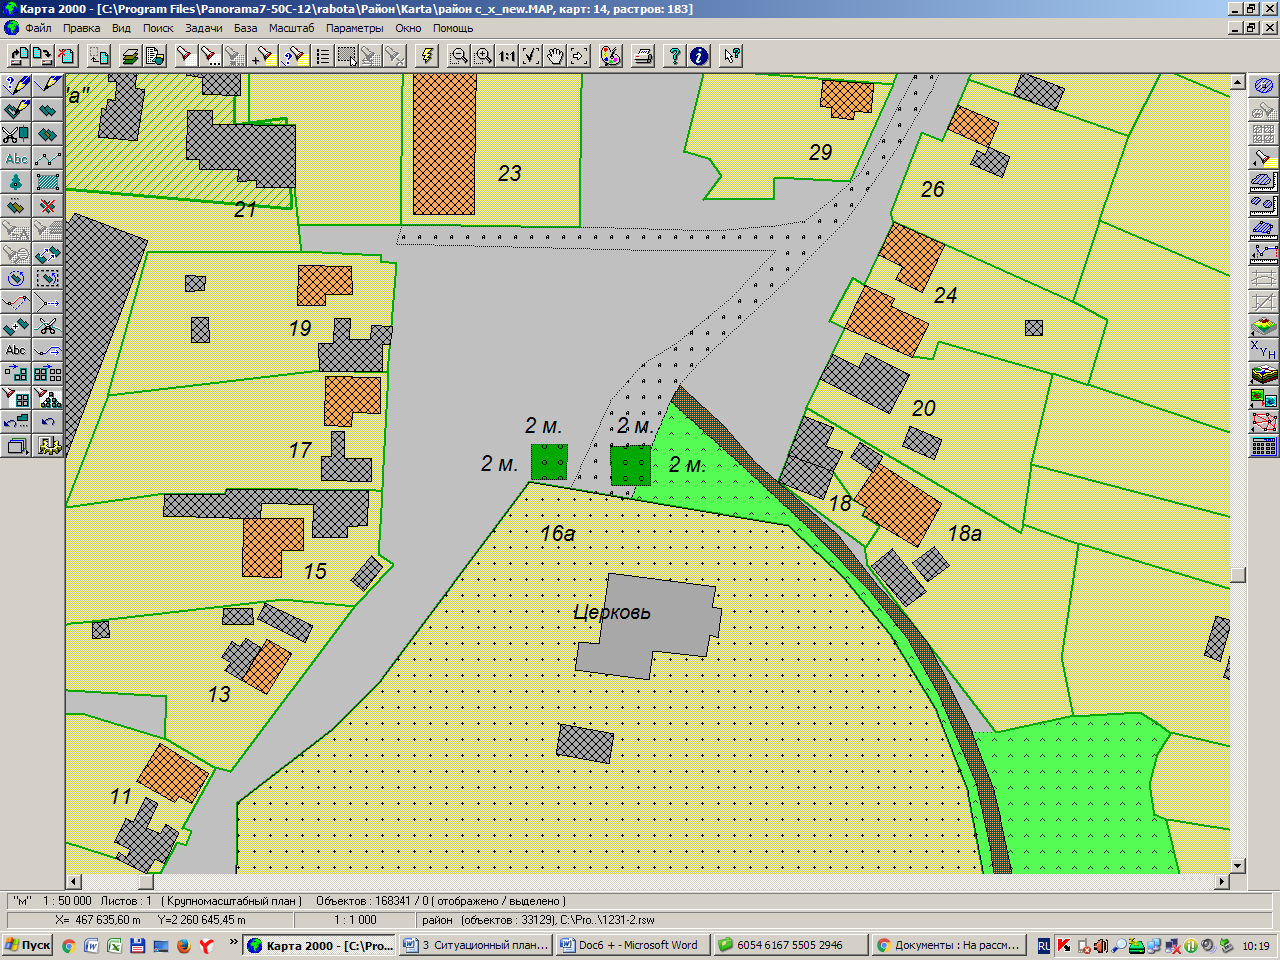 Карта 2000 - [C:\Program Files\Panorama7-50C-12\rabota\Район\Karta\район с_х_new.MAP, карт: 14, растров: 183]
Файл Правка Вид Поиск Задачи База Масштаб Параметры Окно Помощь
1:1
Abc
Abc
"а"
21
23
29
26
24
20
18
18а
19
17
15
13
11
2 м.
2 м.
2 м.
2 м.
16а
Церковь
"м" 1 : 50 000 Листов : 1 ( Крупномасштабный план ) Объектов : 168341 / 0 ( отображено / выделено )
X= 467 635,60 m Y=2 260 645,45 m 1 : 1 000 район (объектов : 33129), C:\Pro..\1231-2.rsw
Пуск
» Карта 2000 - [C:\Pro...
3 Ситуационный план...
Doc6 + - Microsoft Word
6054 6167 5505 2946
Документы : На рассм...
RL
10:19